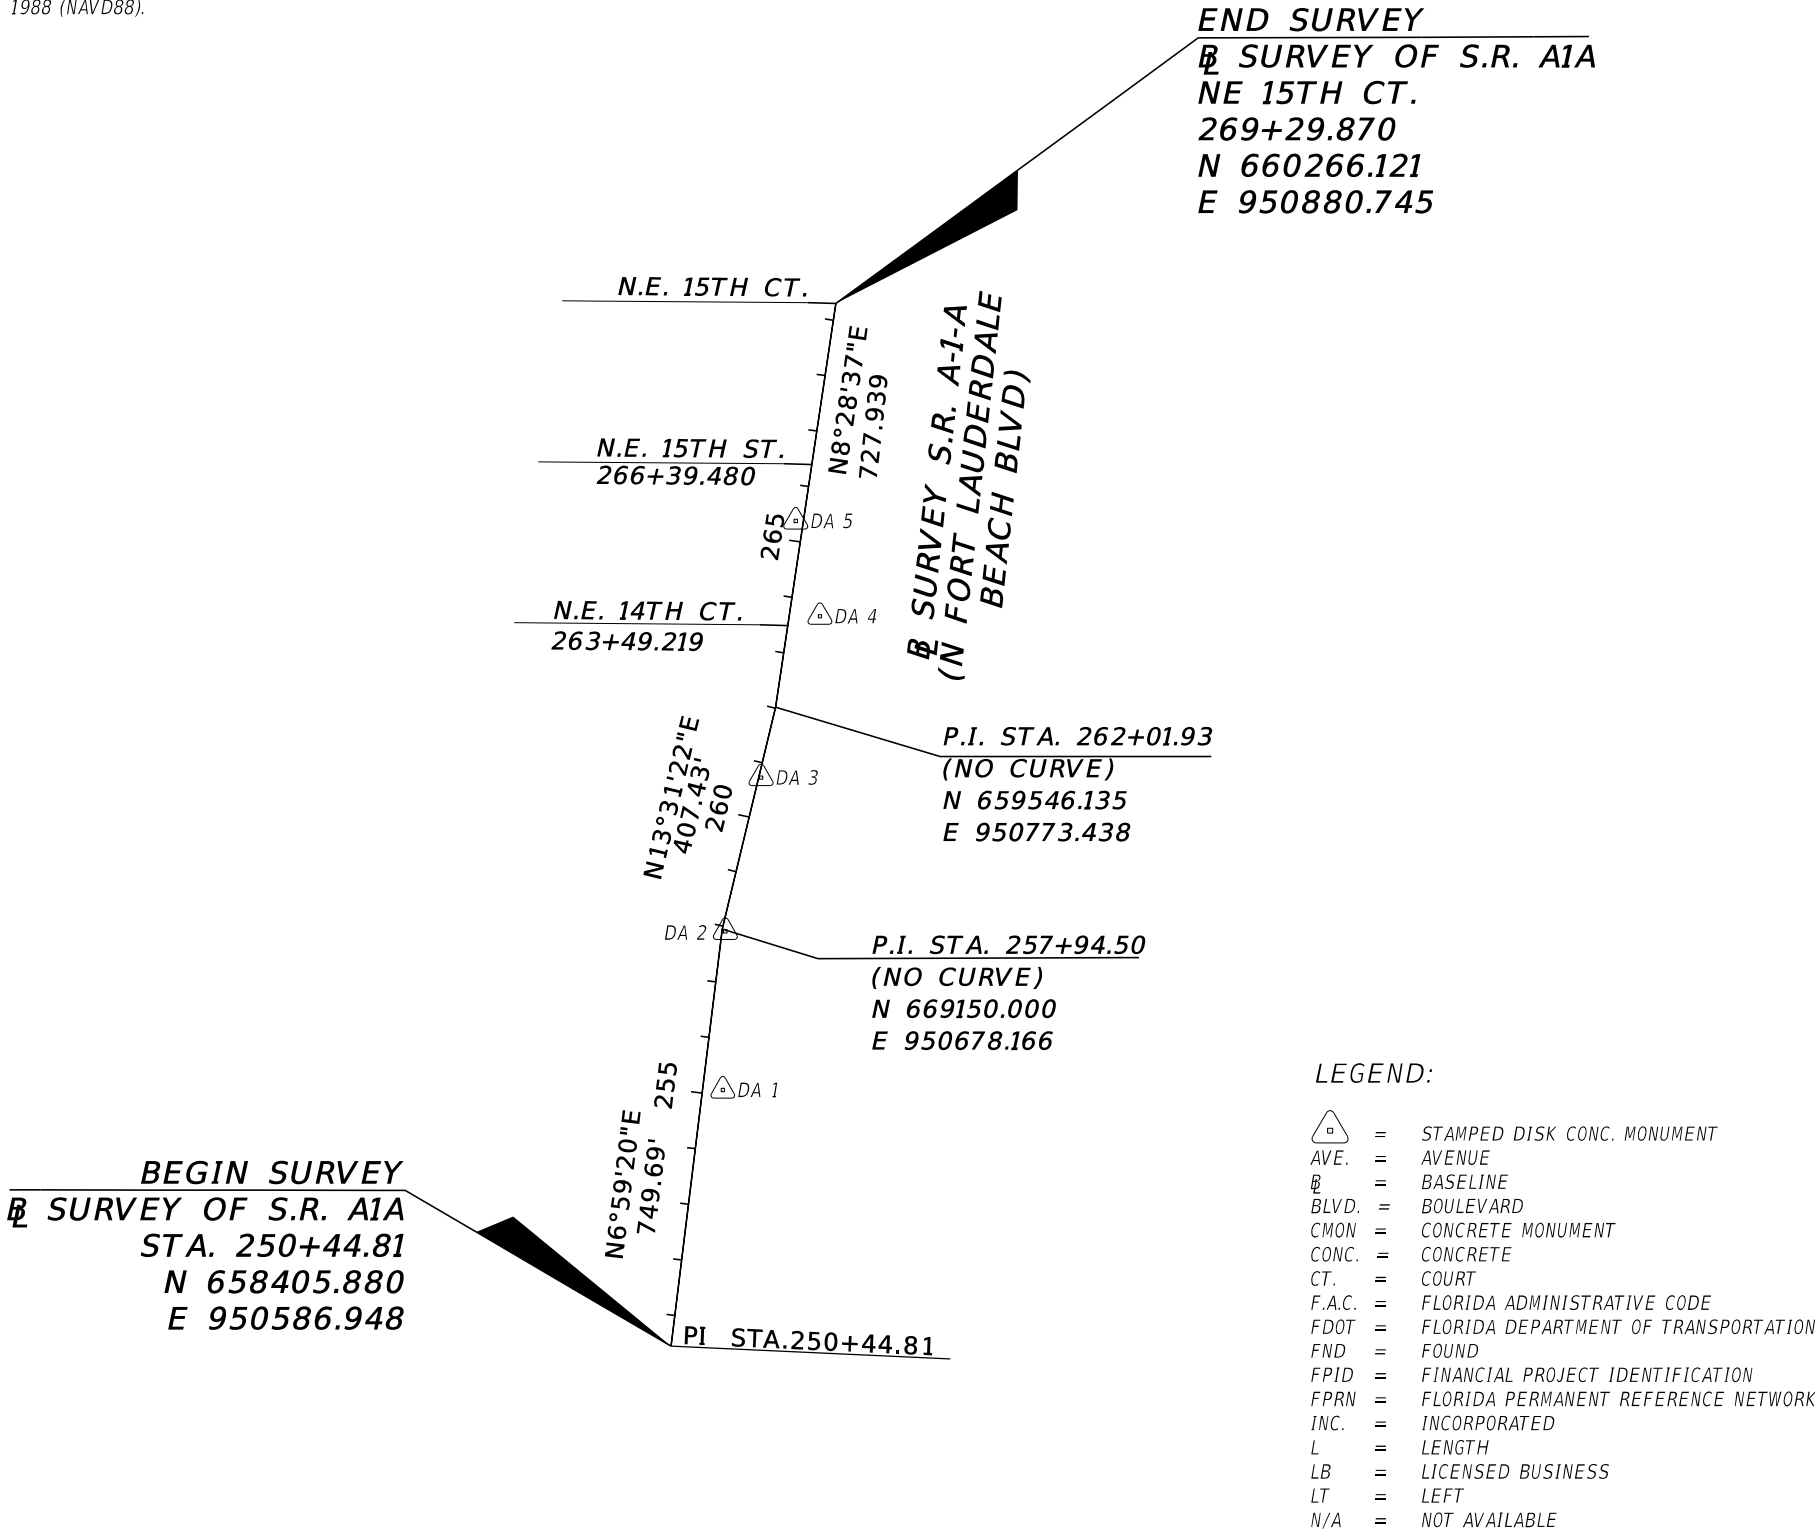 1988 (NAVD88).
END SURVEY
BL SURVEY OF S.R. A1A
NE 15TH CT.
269+29.870
N 660266.121
E 950880.745
N.E. 15TH CT.
N8°28'37"E
727.939
BL SURVEY S.R. A-1-A
(N FORT LAUDERDALE
BEACH BLVD)
N.E. 15TH ST.
266+39.480
265
DA 5
N.E. 14TH CT.
263+49.219
DA 4
P.I. STA. 262+01.93
(NO CURVE)
N 659546.135
E 950773.438
N13°31'22"E
407.43'
260
DA 3
DA 2
P.I. STA. 257+94.50
(NO CURVE)
N 669150.000
E 950678.166
255
DA 1
N6°59'20"E
749.69'
BEGIN SURVEY
BL SURVEY OF S.R. A1A
STA. 250+44.81
N 658405.880
E 950586.948
PI STA.250+44.81
LEGEND:
= STAMPED DISK CONC. MONUMENT
AVE. = AVENUE
BL = BASELINE
BLVD. = BOULEVARD
CMON = CONCRETE MONUMENT
CONC. = CONCRETE
CT. = COURT
F.A.C. = FLORIDA ADMINISTRATIVE CODE
FDOT = FLORIDA DEPARTMENT OF TRANSPORTATION
FND = FOUND
FPID = FINANCIAL PROJECT IDENTIFICATION
FPRN = FLORIDA PERMANENT REFERENCE NETWORK
INC. = INCORPORATED
L = LENGTH
LB = LICENSED BUSINESS
LT = LEFT
N/A = NOT AVAILABLE